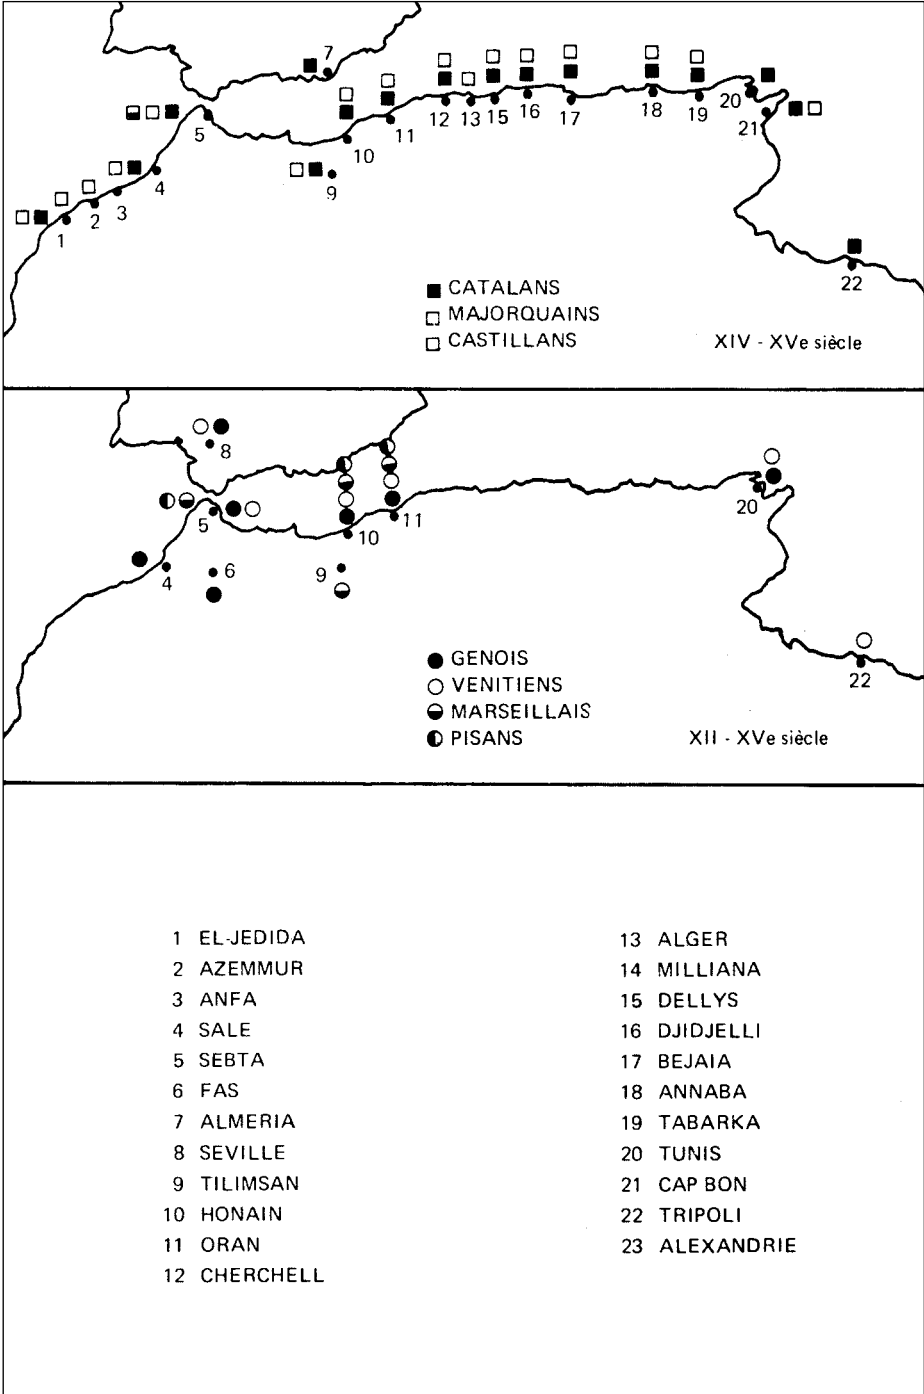 7
5
10
11
12
13
15
16
17
18
19
20
21
4
9
3
2
1
22
CATALANS
MAJORQUAINS
CASTILLANS
XIV - XVe siècle
8
5
10
11
20
4
6
9
22
GENOIS
VENITIENS
MARSEILLAIS
PISANS
XII - XVe siècle
1 EL-JEDIDA
2 AZEMMUR
3 ANFA
4 SALE
5 SEBTA
6 FAS
7 ALMERIA
8 SEVILLE
9 TILIMSAN
10 HONAIN
11 ORAN
12 CHERCHELL
13 ALGER
14 MILLIANA
15 DELLYS
16 DJIDJELLI
17 BEJAIA
18 ANNABA
19 TABARKA
20 TUNIS
21 CAP BON
22 TRIPOLI
23 ALEXANDRIE